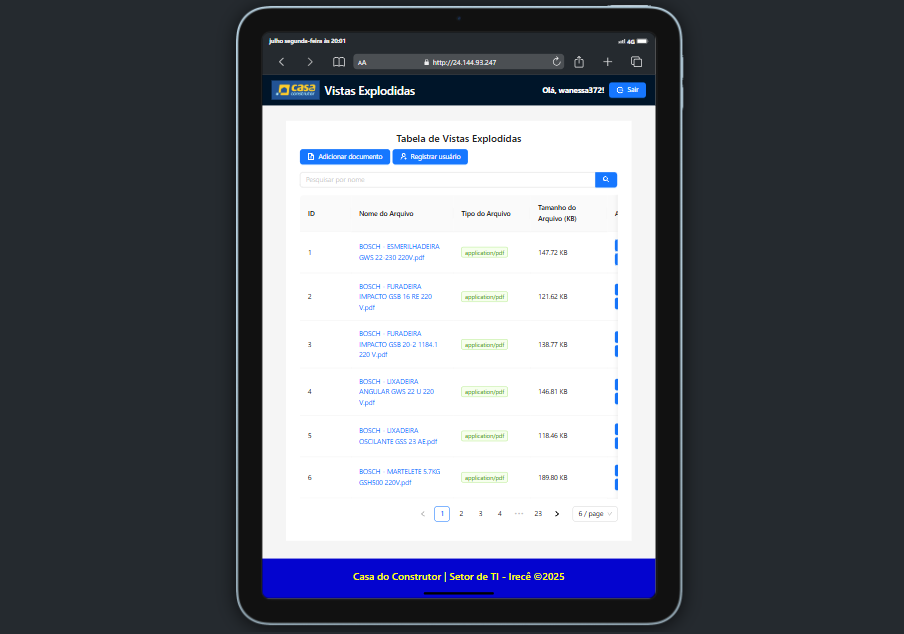 julho segunda-feira às 20:01
4G
AA
http://24.144.93.247
casa
construtor
Vistas Explodidas
Olá, wanessa372!
Sair
Tabela de Vistas Explodidas
Adicionar documento
Registrar usuário
Pesquisar por nome
ID
Nome do Arquivo
Tipo do Arquivo
Tamanho do
Arquivo (KB)
1
BOSCH - ESMERILHADEIRA
GWS 22-230 220V.pdf
application/pdf
147.72 KB
2
BOSCH - FURADEIRA
IMPACTO GSB 16 RE 220
V.pdf
application/pdf
121.62 KB
3
BOSCH - FURADEIRA
IMPACTO GSB 20-2 1184.1
220 V.pdf
application/pdf
138.77 KB
4
BOSCH - LIXADEIRA
ANGULAR GWS 22 U 220
V.pdf
application/pdf
146.81 KB
5
BOSCH - LIXADEIRA
OSCILANTE GSS 23 AE.pdf
application/pdf
118.46 KB
6
BOSCH - MARTELETE 5.7KG
GSH500 220V.pdf
application/pdf
189.80 KB
1 2 3 4 ••• 23
6 / page
Casa do Construtor | Setor de TI - Irecê ©2025